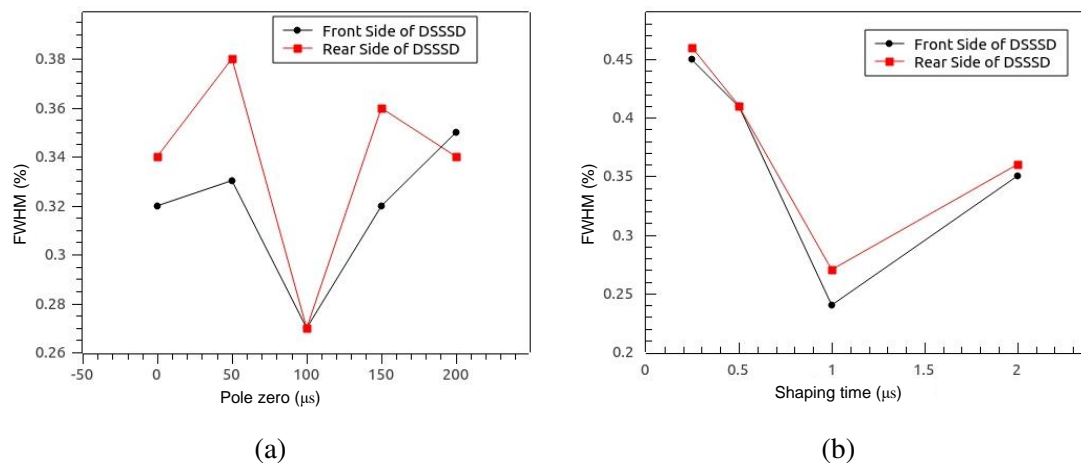 Front Side of DSSSD
Rear Side of DSSSD
0.38
0.36
0.34
0.32
0.3
0.28
0.26
FWHM (%)
-50 0 50 100 150 200
Pole zero (μs)
(a)
Front Side of DSSSD
Rear Side of DSSSD
0.45
0.4
0.35
0.3
0.25
0.2
FWHM (%)
0 0.5 1 1.5 2
Shaping time (μs)
(b)